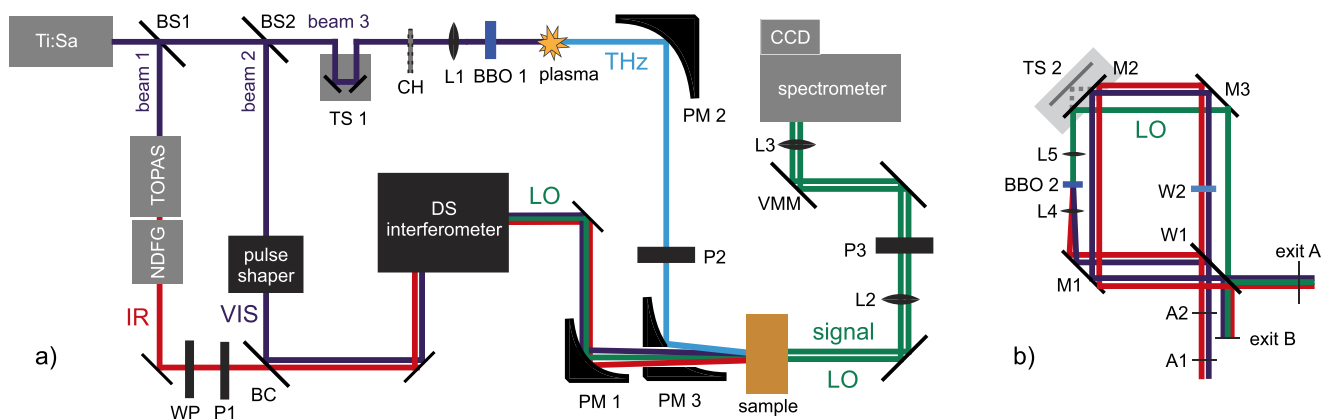 Ti:Sa
BS1
BS2
beam 3
beam 1
beam 2
TS 1
CH
L1
BBO 1
plasma
THz
PM 2
CCD
spectrometer
L3
VMM
TOPAS
NDFG
pulse
shaper
DS
interferometer
LO
P2
P3
L2
IR
VIS
signal
LO
a)
WP
P1
BC
PM 1
PM 3
sample
TS 2
M2
M3
LO
L5
BBO 2
L4
W2
W1
M1
exit A
A2
exit B
A1
b)